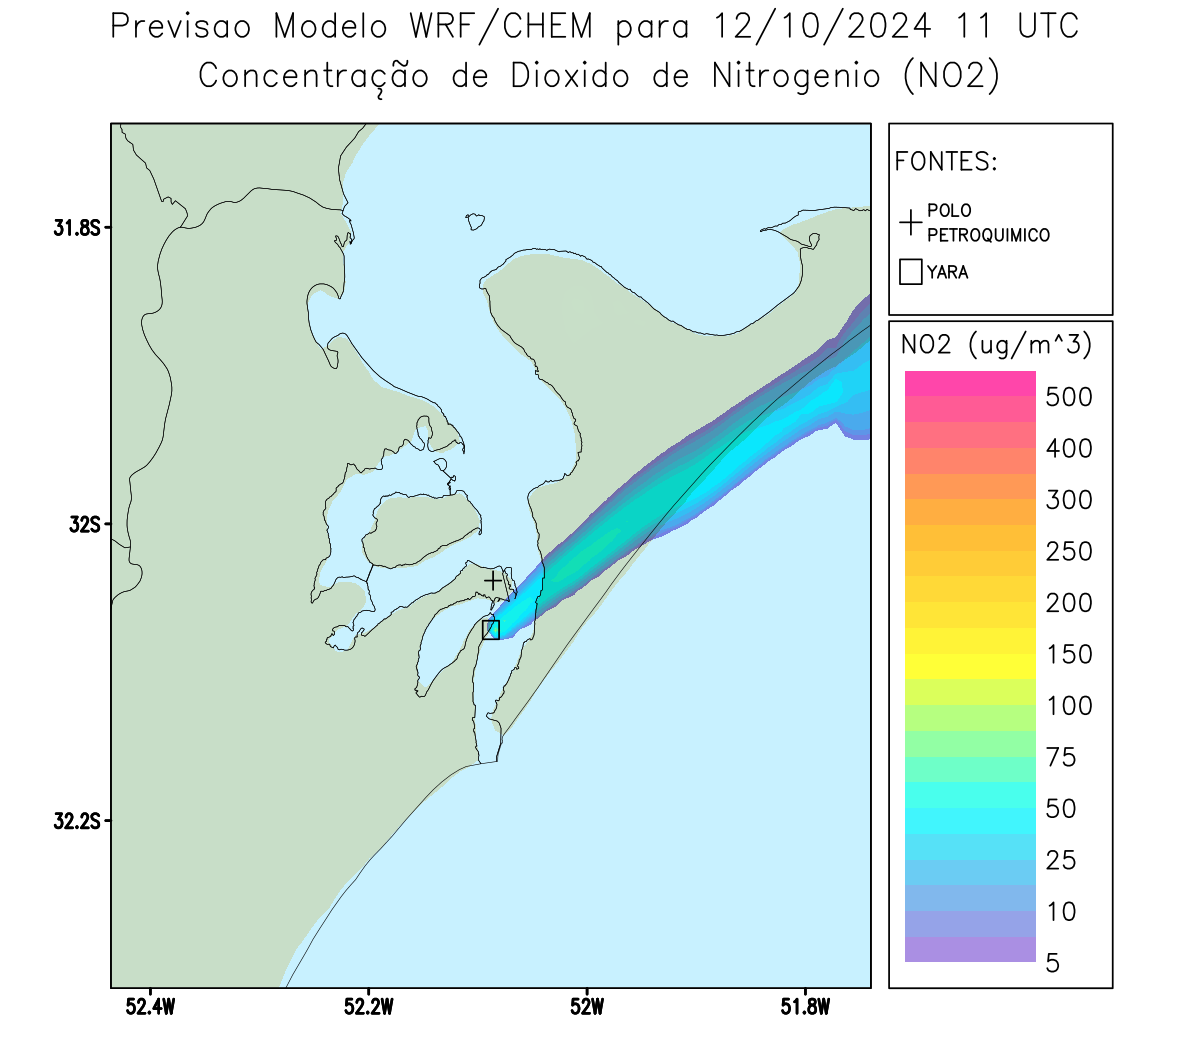 Previsao Modelo WRF/CHEM para 12/10/2024 11 UTC
Concentração de Dioxido de Nitrogenio (NO2)
FONTES:
POLO
PETROQUIMICO
YARA
NO2 (ug/m^3)
500
400
300
250
200
150
100
75
50
25
10
5
31.8S
32S
32.2S
52.4W
52.2W
52W
51.8W